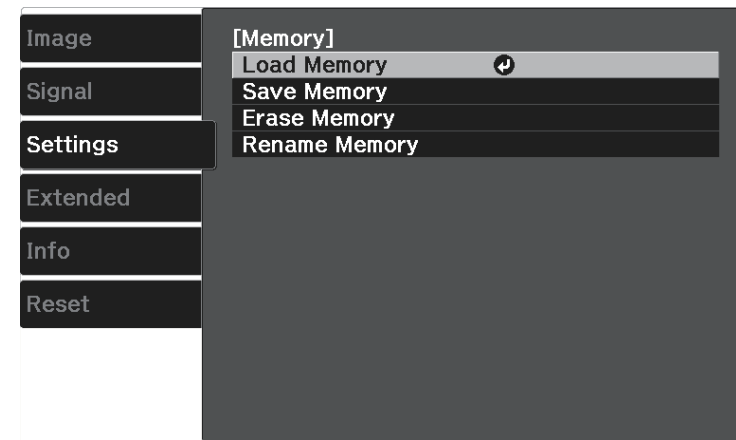 Image
Signal
Settings
Extended
Info
Reset
[Memory]
Load Memory
Save Memory
Erase Memory
Rename Memory